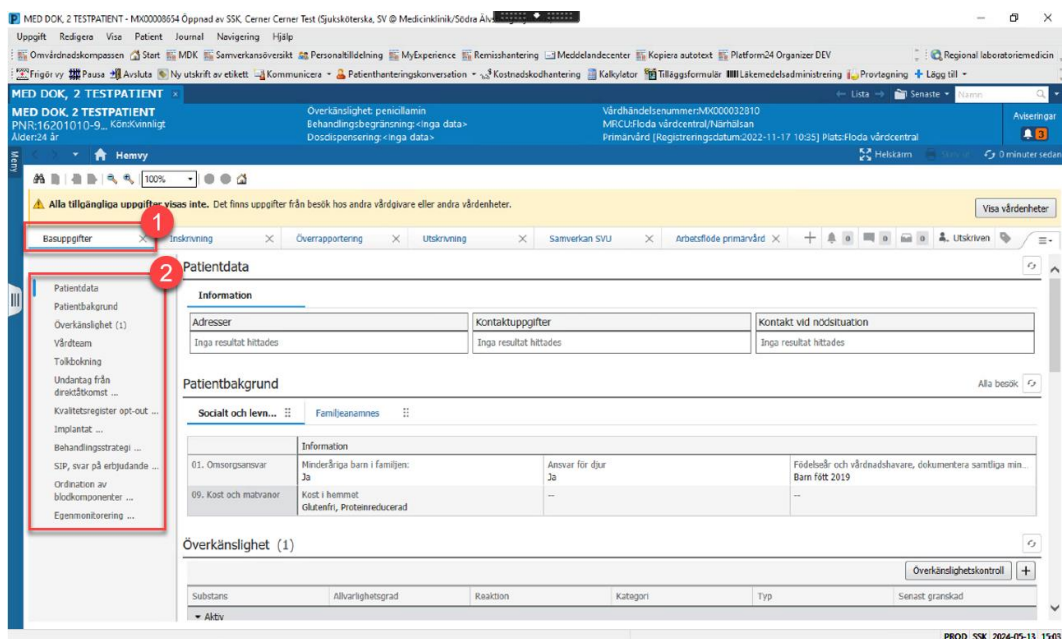 MED DOK, 2 TESTPATIENT - MX00008654 Öppnad av SSK, Cerner Cerner Test (Sjuksköterska, SV @ Medicinklinik/Södra Älv
Uppgift Redigera Visa Patient Journal Navigering Hjälp
Omvårdnadskompassen Start MDK Samverkansöversikt Personaltilldelning MyExperience Remisshantering Meddelandecenter Kopiera autotext Platform24 Organizer DEV Regional laboratoriemedicin
Frigör vy Pausa Avsluta Ny utskrift av etikett Kommunicera Patienthanteringskonversation Kostnadskodhantering Kalkylator Tilläggsformulär Läkemedelsadministrering Provtagning Lägg till
MED DOK, 2 TESTPATIENT Lista Senaste Namn
MED DOK, 2 TESTPATIENT Överkänslighet: penicillamin Vårdhändelsenummer:MX000032810 Aviseringar
PNR:16201010-9... Kön:Kvinnligt Behandlingsbegränsning:<Inga data> MRCU:Floda vårdcentral/Närhälsan
Ålder:24 år Dosdispensering:<Inga data> Primärvård [Registreringsdatum:2022-11-17 10:35] Plats:Floda vårdcentral 3
Meny
Hemvy Helskärm 0 minuter sedan
100%
Alla tillgängliga uppgifter visas inte. Det finns uppgifter från besök hos andra vårdgivare eller andra vårdenheter. Visa vårdenheter
1
Basuppgifter Inskrivning Överrapportering Utskrivning Samverkan SVU Arbetsflöde primärvård 0 0 0 Utskriven
2
Patientdata
Patientbakgrund
Överkänslighet (1)
Vårdteam
Tolkbokning
Undantag från
direktåtkomst ...
Kvalitetsregister opt-out ...
Implantat ...
Behandlingsstrategi ...
SIP, svar på erbjudande ...
Ordination av
blodkomponenter ...
Egenmonitorering ...
Patientdata
Information
Adresser Kontaktuppgifter Kontakt vid nödsituation
Inga resultat hittades Inga resultat hittades Inga resultat hittades
Patientbakgrund Alla besök
Socialt och levn... Familjeanamnes
Information
01. Omsorgsansvar Minderåriga barn i familjen: Ansvar för djur Födelseår och vårdnadshavare, dokumentera samtliga min...
Ja Ja Barn fött 2019
09. Kost och matvanor Kost i hemmet -- --
Glutenfri, Proteinreducerad
Överkänslighet (1)
Överkänslighetskontroll +
Substans Allvarlighetsgrad Reaktion Kategori Typ Senast granskad
Aktiv
PROD SSK 2024-05-13 15:03